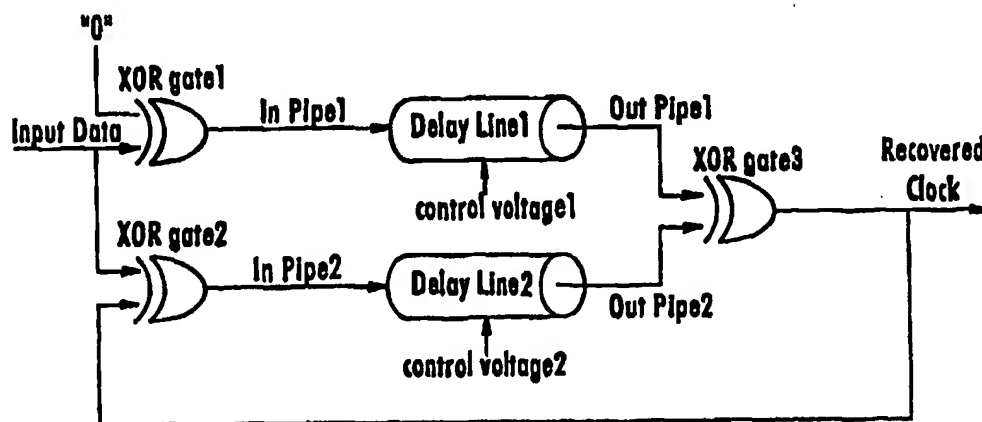 "0"
XOR gate1
Input Data
In Pipe1
Delay Line1
Out Pipe1
control voltage1
XOR gate3
Recovered
Clock
XOR gate2
In Pipe2
Delay Line2
Out Pipe2
control voltage2